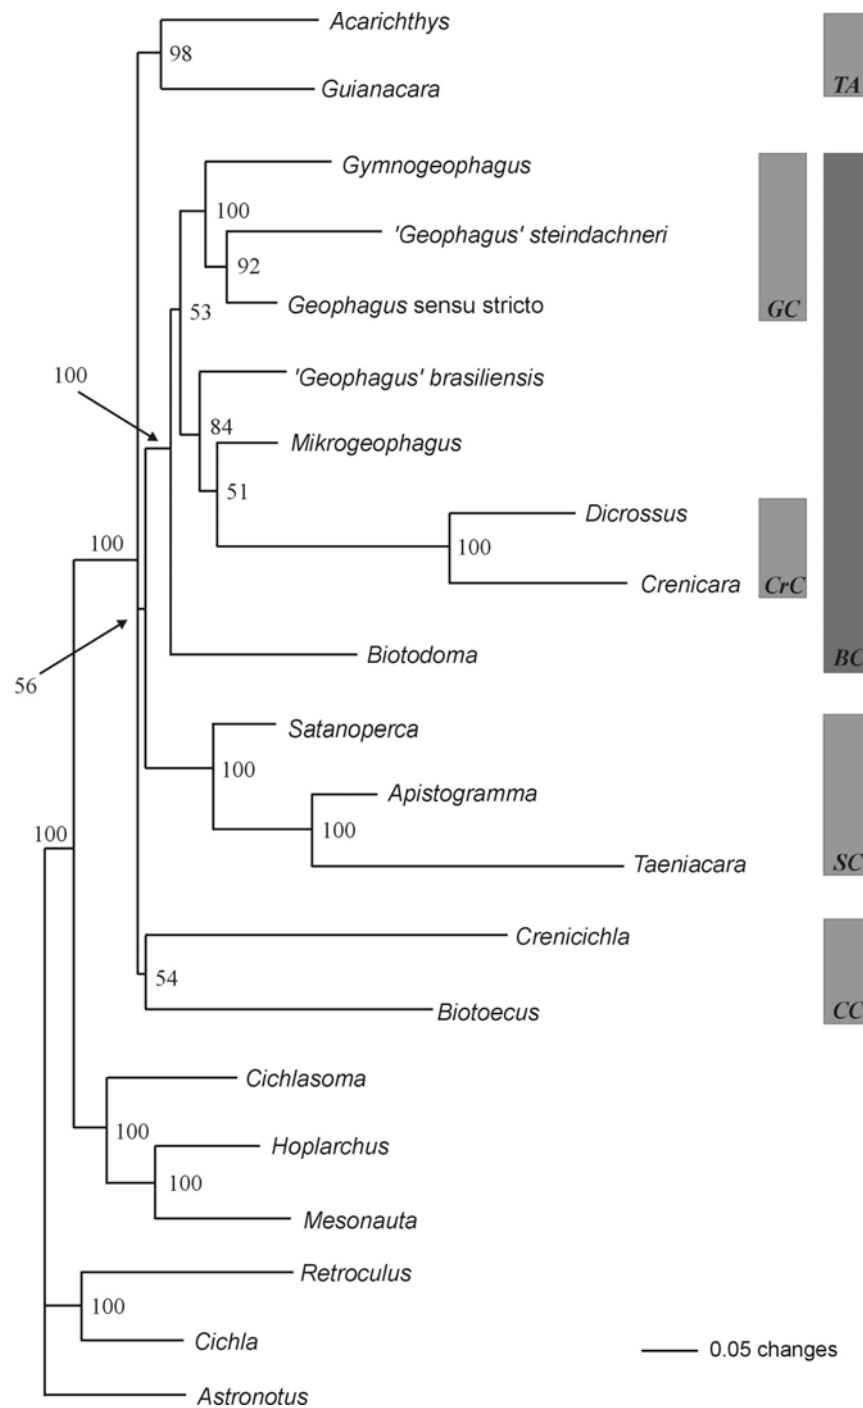 Acarichthys
98
Guianacara
TA
Gymnogeophagus
100
'Geophagus' steindachneri
92
Geophagus sensu stricto
GC
53
'Geophagus' brasiliensis
100
84
Mikrogeophagus
51
Dicrossus
100
100
Crenicara
CrC
Biotodoma
BC
56
Satanoperca
100
Apistogramma
100
Taeniacara
SC
100
Crenicichla
54
Biotoecus
CC
Cichlasoma
100
Hoplarchus
100
Mesonauta
Retroculus
100
Cichla
0.05 changes
Astronotus